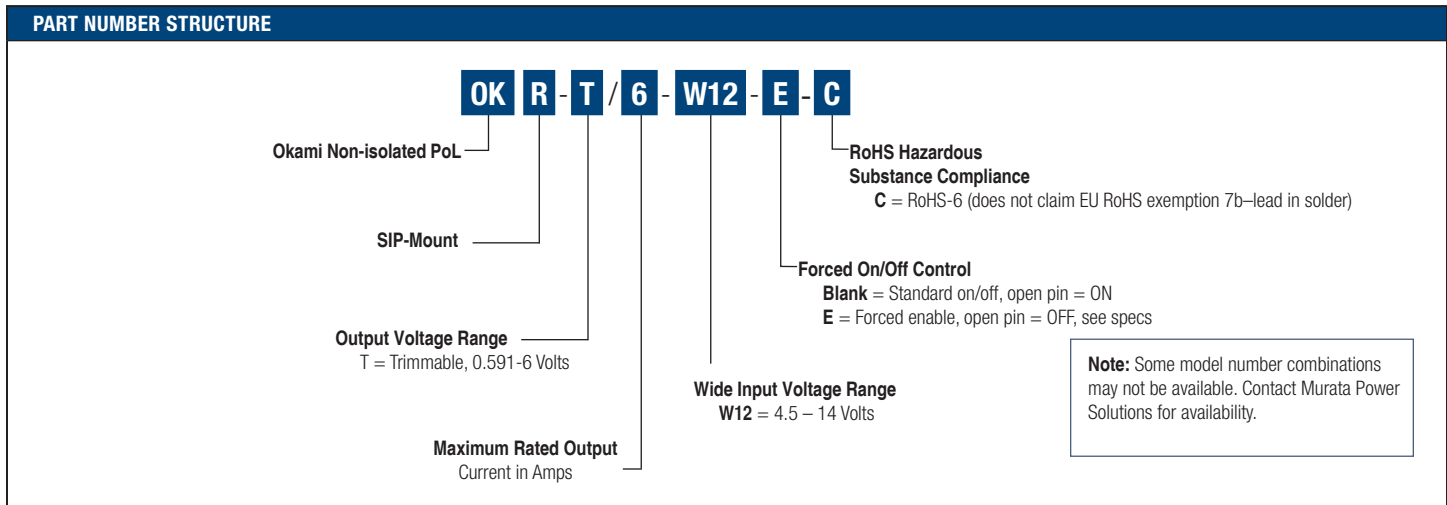 PART NUMBER STRUCTURE
OK R - T / 6 - W12 - E - C
Okami Non-isolated PoL
RoHS Hazardous
Substance Compliance
C = RoHS-6 (does not claim EU RoHS exemption 7b–lead in solder)
SIP-Mount
Forced On/Off Control
Blank = Standard on/off, open pin = ON
E = Forced enable, open pin = OFF, see specs
Output Voltage Range
T = Trimmable, 0.591-6 Volts
Wide Input Voltage Range
W12 = 4.5 – 14 Volts
Note: Some model number combinations
may not be available. Contact Murata Power
Solutions for availability.
Maximum Rated Output
Current in Amps